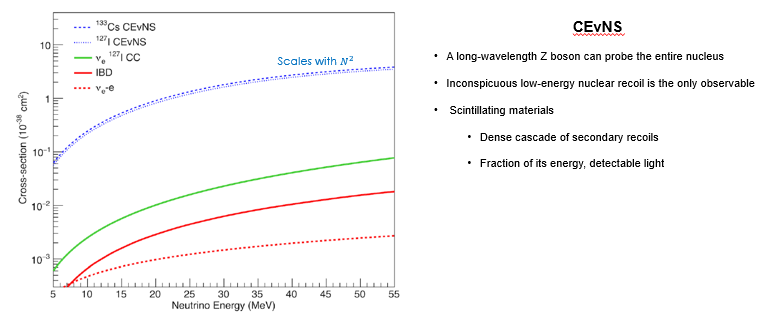 ¹³³Cs CEvNS
¹²⁷I CEvNS
νₑ ¹²⁷I CC
IBD
νₑ-e
Scales with N²
10
1
10⁻¹
10⁻²
10⁻³
Cross-section (10⁻³⁸ cm²)
5 10 15 20 25 30 35 40 45 50 55
Neutrino Energy (MeV)
CEvNS
• A long-wavelength Z boson can probe the entire nucleus
• Inconspicuous low-energy nuclear recoil is the only observable
• Scintillating materials
• Dense cascade of secondary recoils
• Fraction of its energy, detectable light